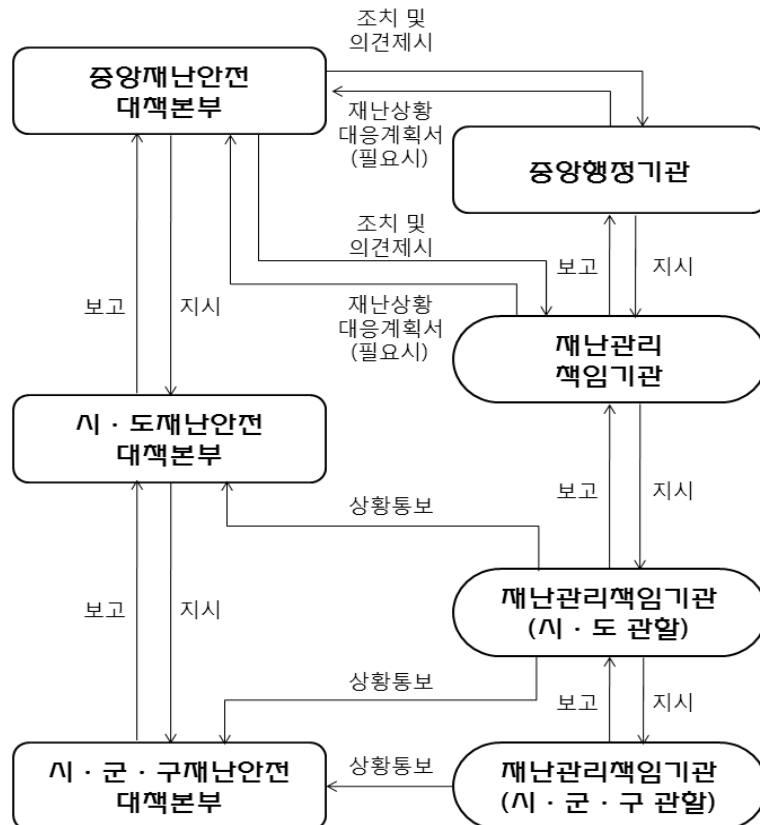 조치 및
의견제시
중앙재난안전
대책본부
재난상황
대응계획서
(필요시)
중앙행정기관
조치 및
의견제시
보고
지시
보고
지시
재난상황
대응계획서
(필요시)
재난관리
책임기관
시 · 도재난안전
대책본부
상황통보
보고
지시
보고
지시
재난관리책임기관
(시 · 도 관할)
상황통보
보고
지시
시 · 군 · 구재난안전
대책본부
상황통보
재난관리책임기관
(시 · 군 · 구 관할)